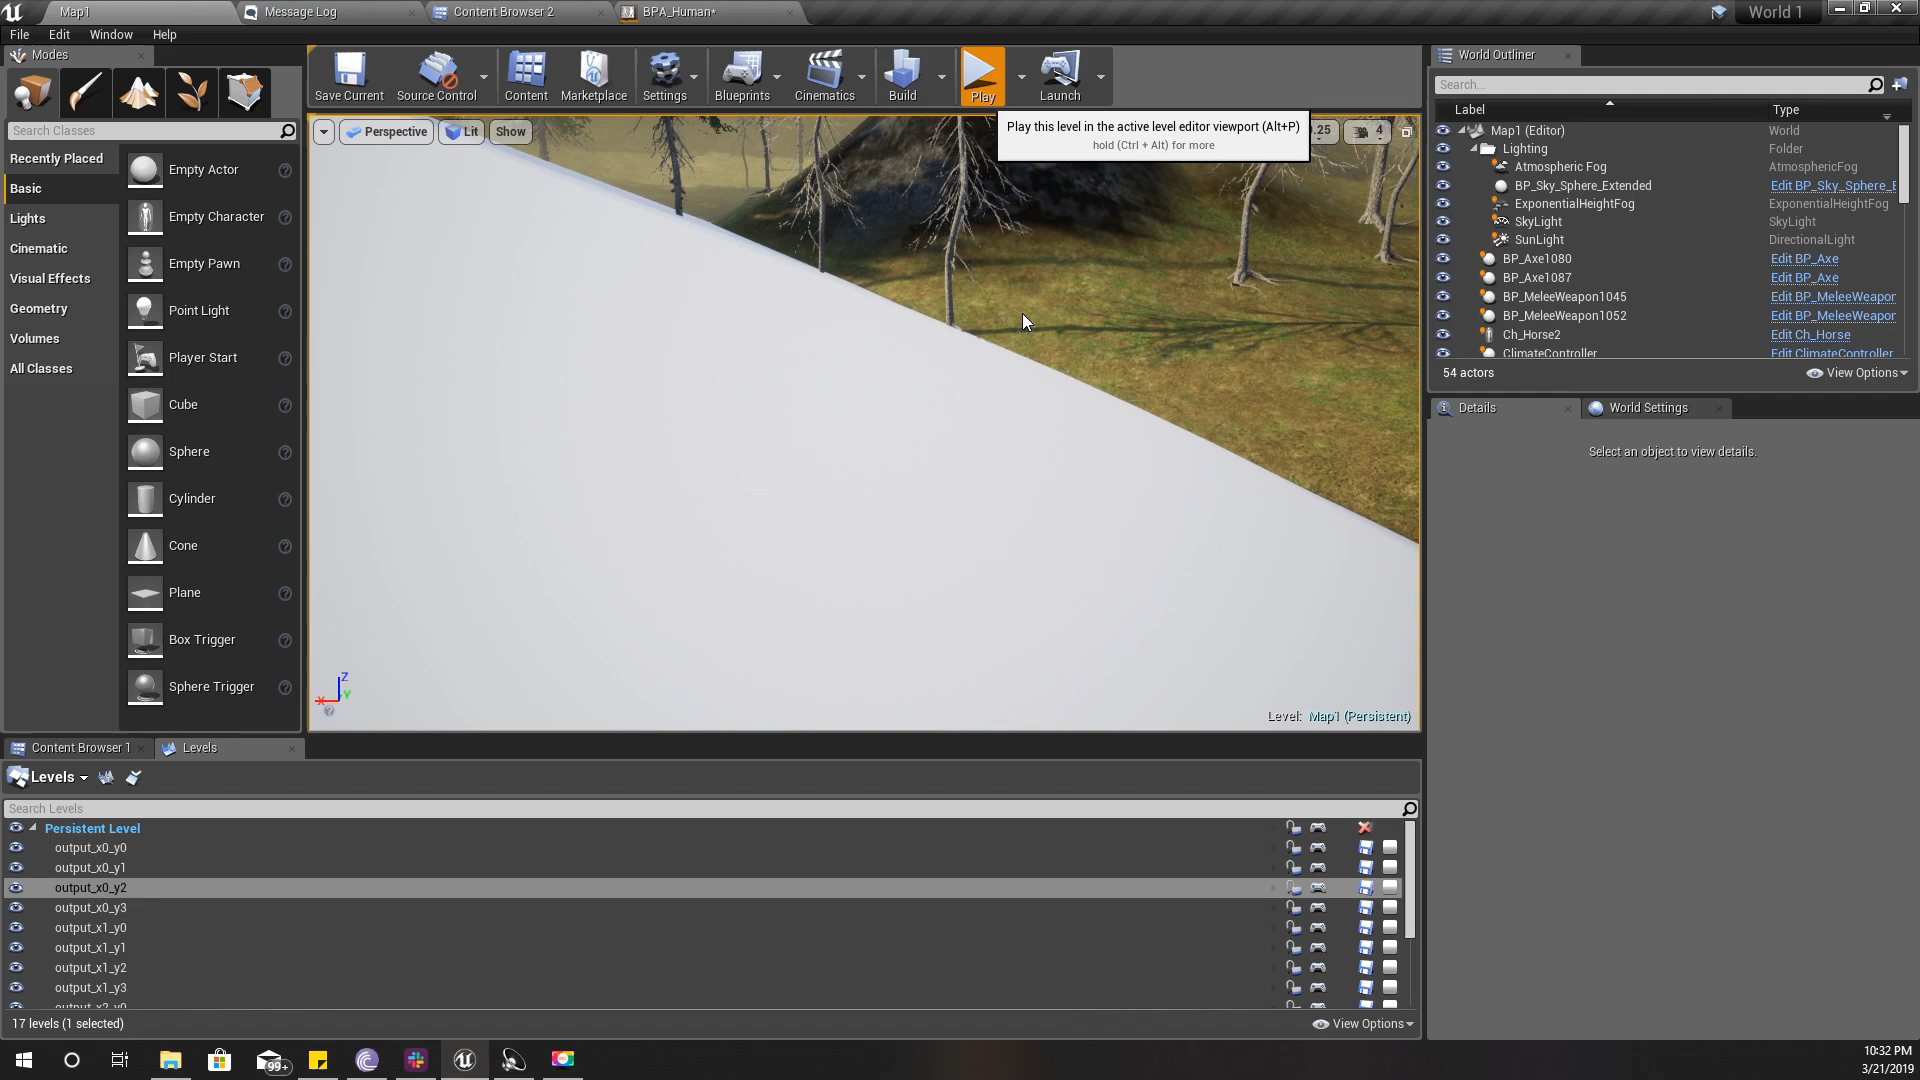 Map1
Message Log
Content Browser 2
BPA_Human*
World 1
File
Edit
Window
Help
Modes
Save Current
Source Control
Content
Marketplace
Settings
Blueprints
Cinematics
Build
Play
Launch
World Outliner
Search...
Label
Type
Search Classes
Perspective
Lit
Show
Play this level in the active level editor viewport (Alt+P)
hold (Ctrl + Alt) for more
4
Map1 (Editor)
World
Lighting
Folder
Atmospheric Fog
AtmosphericFog
BP_Sky_Sphere_Extended
Edit BP_Sky_Sphere_E
ExponentialHeightFog
ExponentialHeightFog
SkyLight
SkyLight
SunLight
DirectionalLight
BP_Axe1080
Edit BP_Axe
BP_Axe1087
Edit BP_Axe
BP_MeleeWeapon1045
Edit BP_MeleeWeapon
BP_MeleeWeapon1052
Edit BP_MeleeWeapon
Ch_Horse2
Edit Ch_Horse
ClimateController
Edit ClimateController
54 actors
View Options
Recently Placed
Basic
Lights
Cinematic
Visual Effects
Geometry
Volumes
All Classes
Empty Actor
Empty Character
Empty Pawn
Point Light
Player Start
Cube
Sphere
Cylinder
Cone
Plane
Box Trigger
Sphere Trigger
Details
World Settings
Select an object to view details.
Z
X
Y
Level: Map1 (Persistent)
Content Browser 1
Levels
Levels
Search Levels
Persistent Level
output_x0_y0
output_x0_y1
output_x0_y2
output_x0_y3
output_x1_y0
output_x1_y1
output_x1_y2
output_x1_y3
output_x2_y0
17 levels (1 selected)
View Options
99+
10:32 PM
3/21/2019